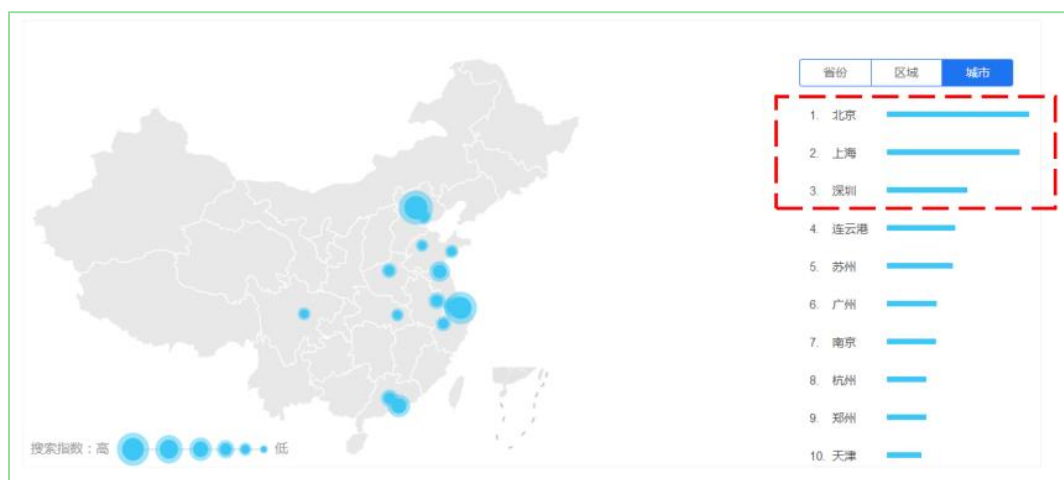 省份 区域 城市
1. 北京
2. 上海
3. 深圳
4. 连云港
5. 苏州
6. 广州
7. 南京
8. 杭州
9. 郑州
10. 天津
搜索指数：高 低